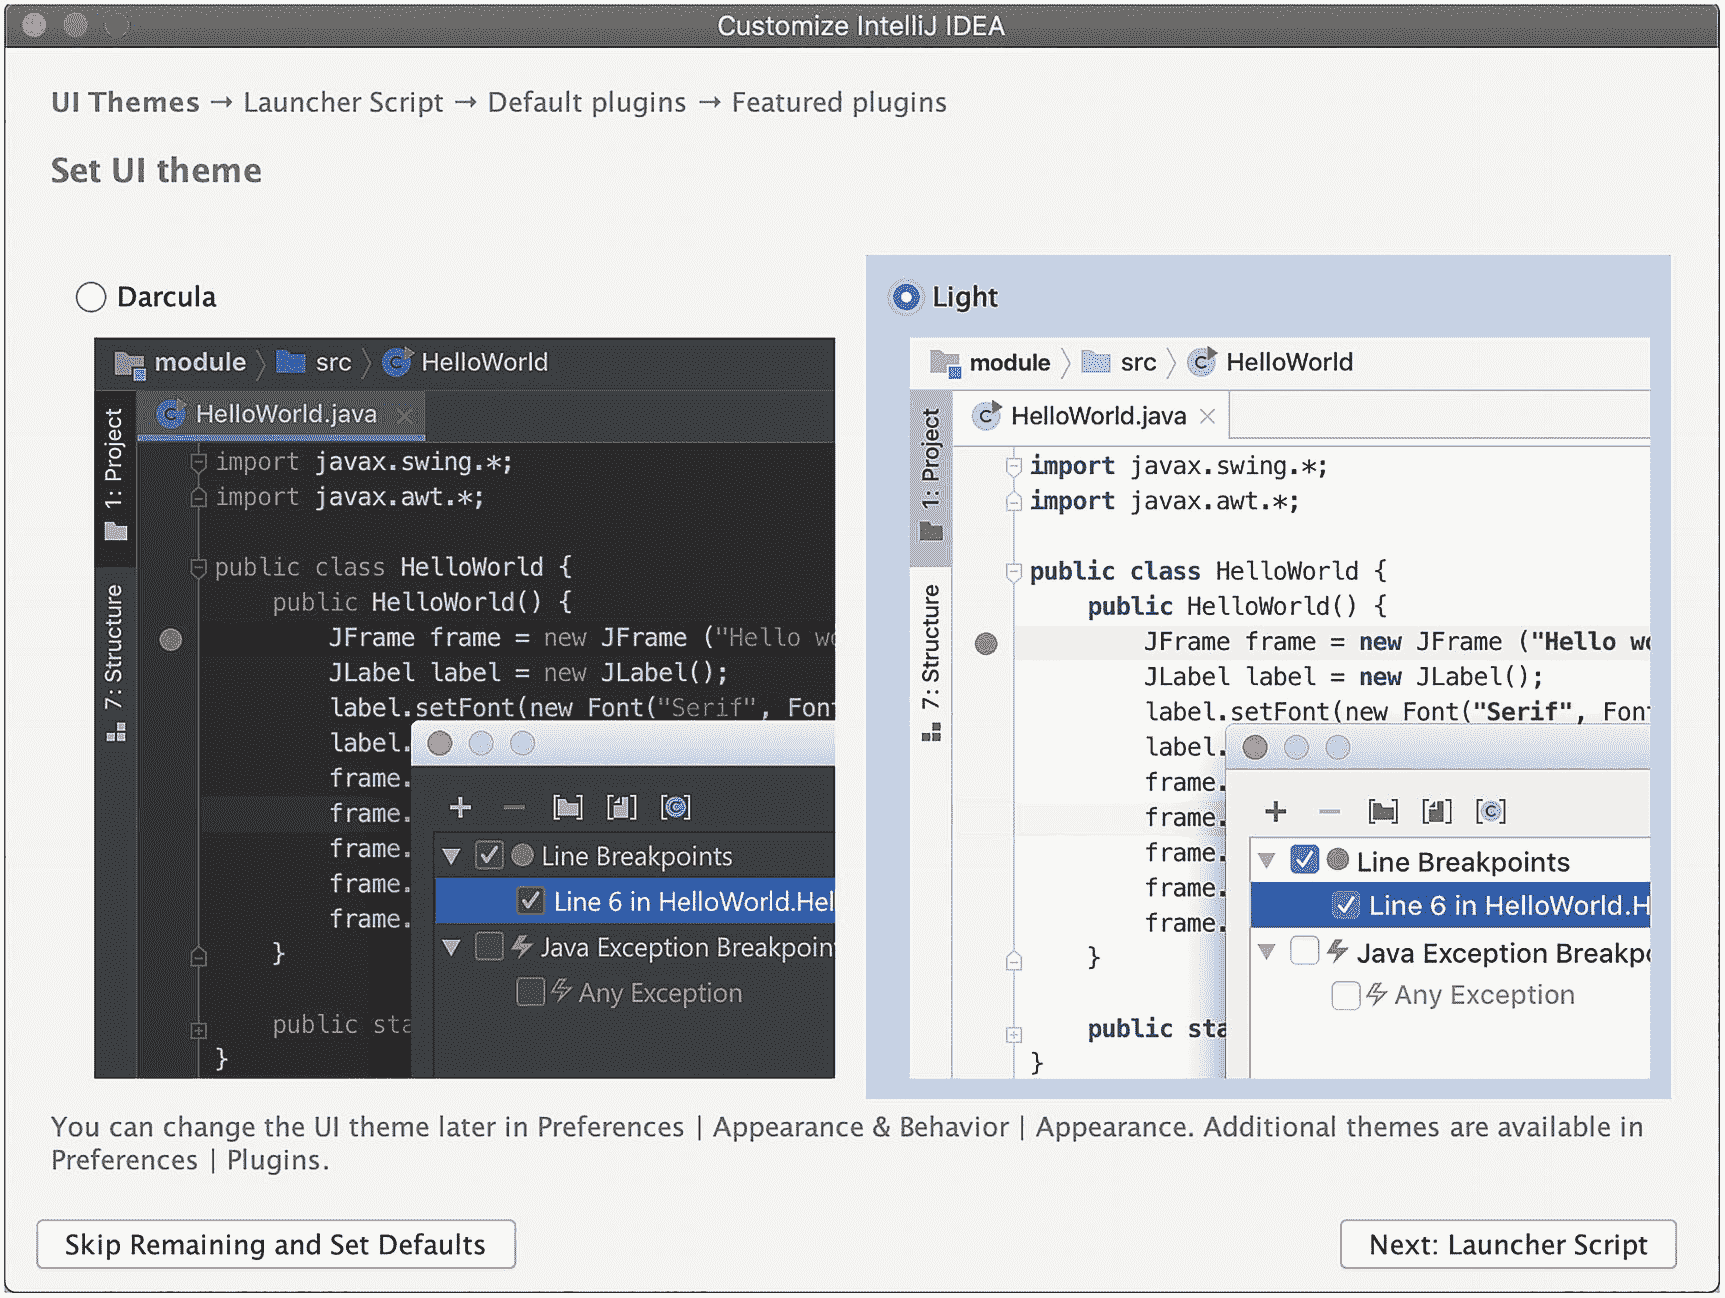 Customize IntelliJ IDEA
UI Themes → Launcher Script → Default plugins → Featured plugins
Set UI theme
Darcula
module src HelloWorld
HelloWorld.java
1: Project
7: Structure
import javax.swing.*;
import javax.awt.*;
public class HelloWorld {
public HelloWorld() {
JFrame frame = new JFrame ("Hello wo
JLabel label = new JLabel();
label.setFont(new Font("Serif", Font
label.
frame.
frame.
frame.
frame.
frame.
}
public sta
}
Line Breakpoints
Line 6 in HelloWorld.Hel
Java Exception Breakpoin
Any Exception
Light
module src HelloWorld
HelloWorld.java
1: Project
7: Structure
import javax.swing.*;
import javax.awt.*;
public class HelloWorld {
public HelloWorld() {
JFrame frame = new JFrame ("Hello wo
JLabel label = new JLabel();
label.setFont(new Font("Serif", Font
label.
frame.
frame.
frame.
frame.
frame.
}
public sta
}
Line Breakpoints
Line 6 in HelloWorld.H
Java Exception Breakpo
Any Exception
You can change the UI theme later in Preferences | Appearance & Behavior | Appearance. Additional themes are available in
Preferences | Plugins.
Skip Remaining and Set Defaults
Next: Launcher Script